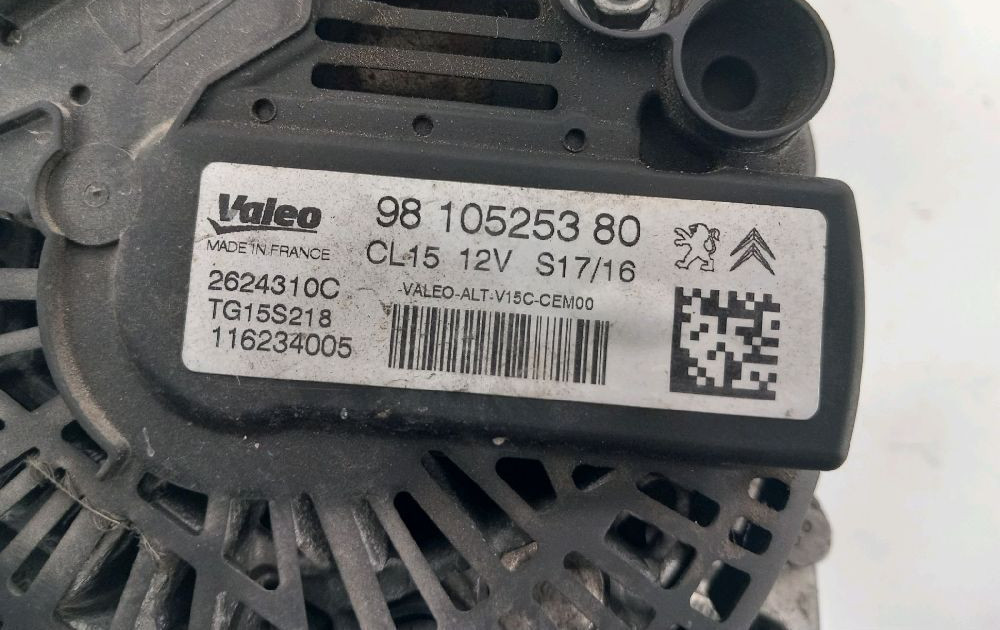 Valeo
MADE IN FRANCE
98 105253 80
CL15 12V S17/16
2624310C
TG15S218
116234005
VALEO-ALT-V15C-CEM00